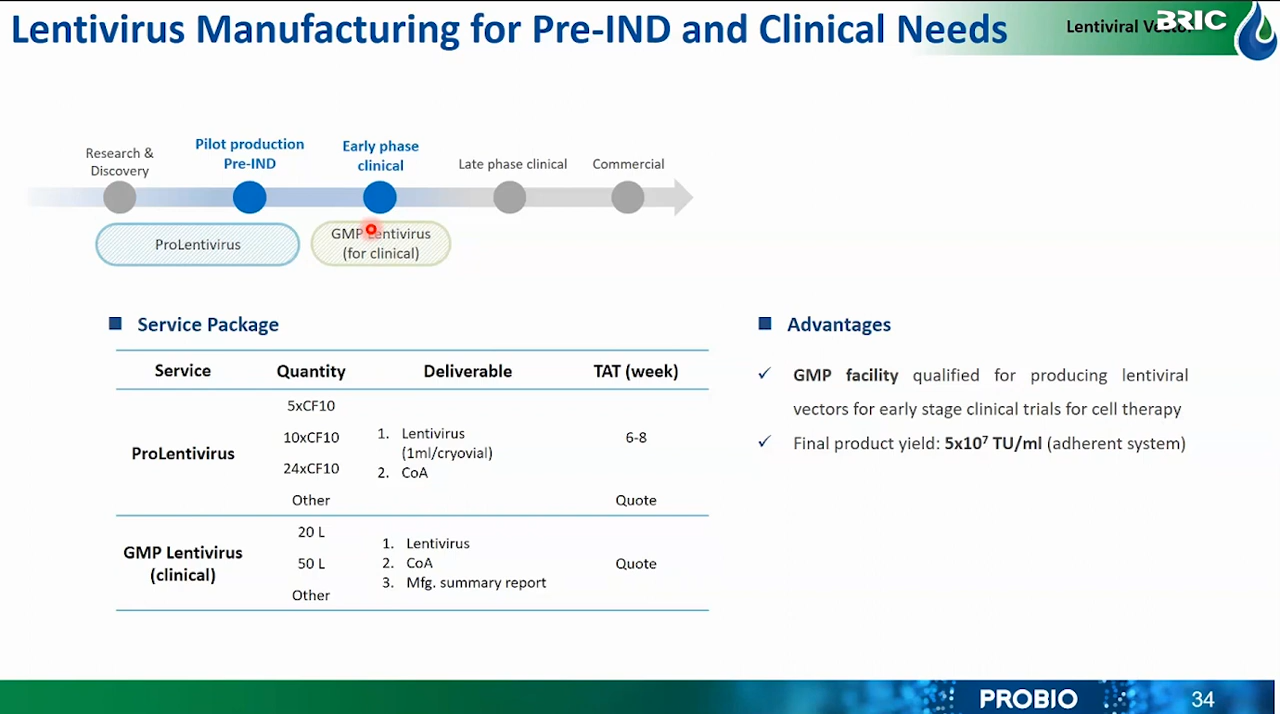 Lentivirus Manufacturing for Pre-IND and Clinical Needs
Lentiviral Vector
BRIC
Research &
Discovery
Pilot production
Pre-IND
Early phase
clinical
Late phase clinical
Commercial
ProLentivirus
GMP Lentivirus
(for clinical)
■ Service Package
Service Quantity Deliverable TAT (week)
ProLentivirus
5xCF10
10xCF10
24xCF10
Other
1. Lentivirus
(1ml/cryovial)
2. CoA
6-8
Quote
GMP Lentivirus
(clinical)
20 L
50 L
Other
1. Lentivirus
2. CoA
3. Mfg. summary report
Quote
■ Advantages
✓ GMP facility qualified for producing lentiviral
vectors for early stage clinical trials for cell therapy
✓ Final product yield: 5x10⁷ TU/ml (adherent system)
PROBIO
34